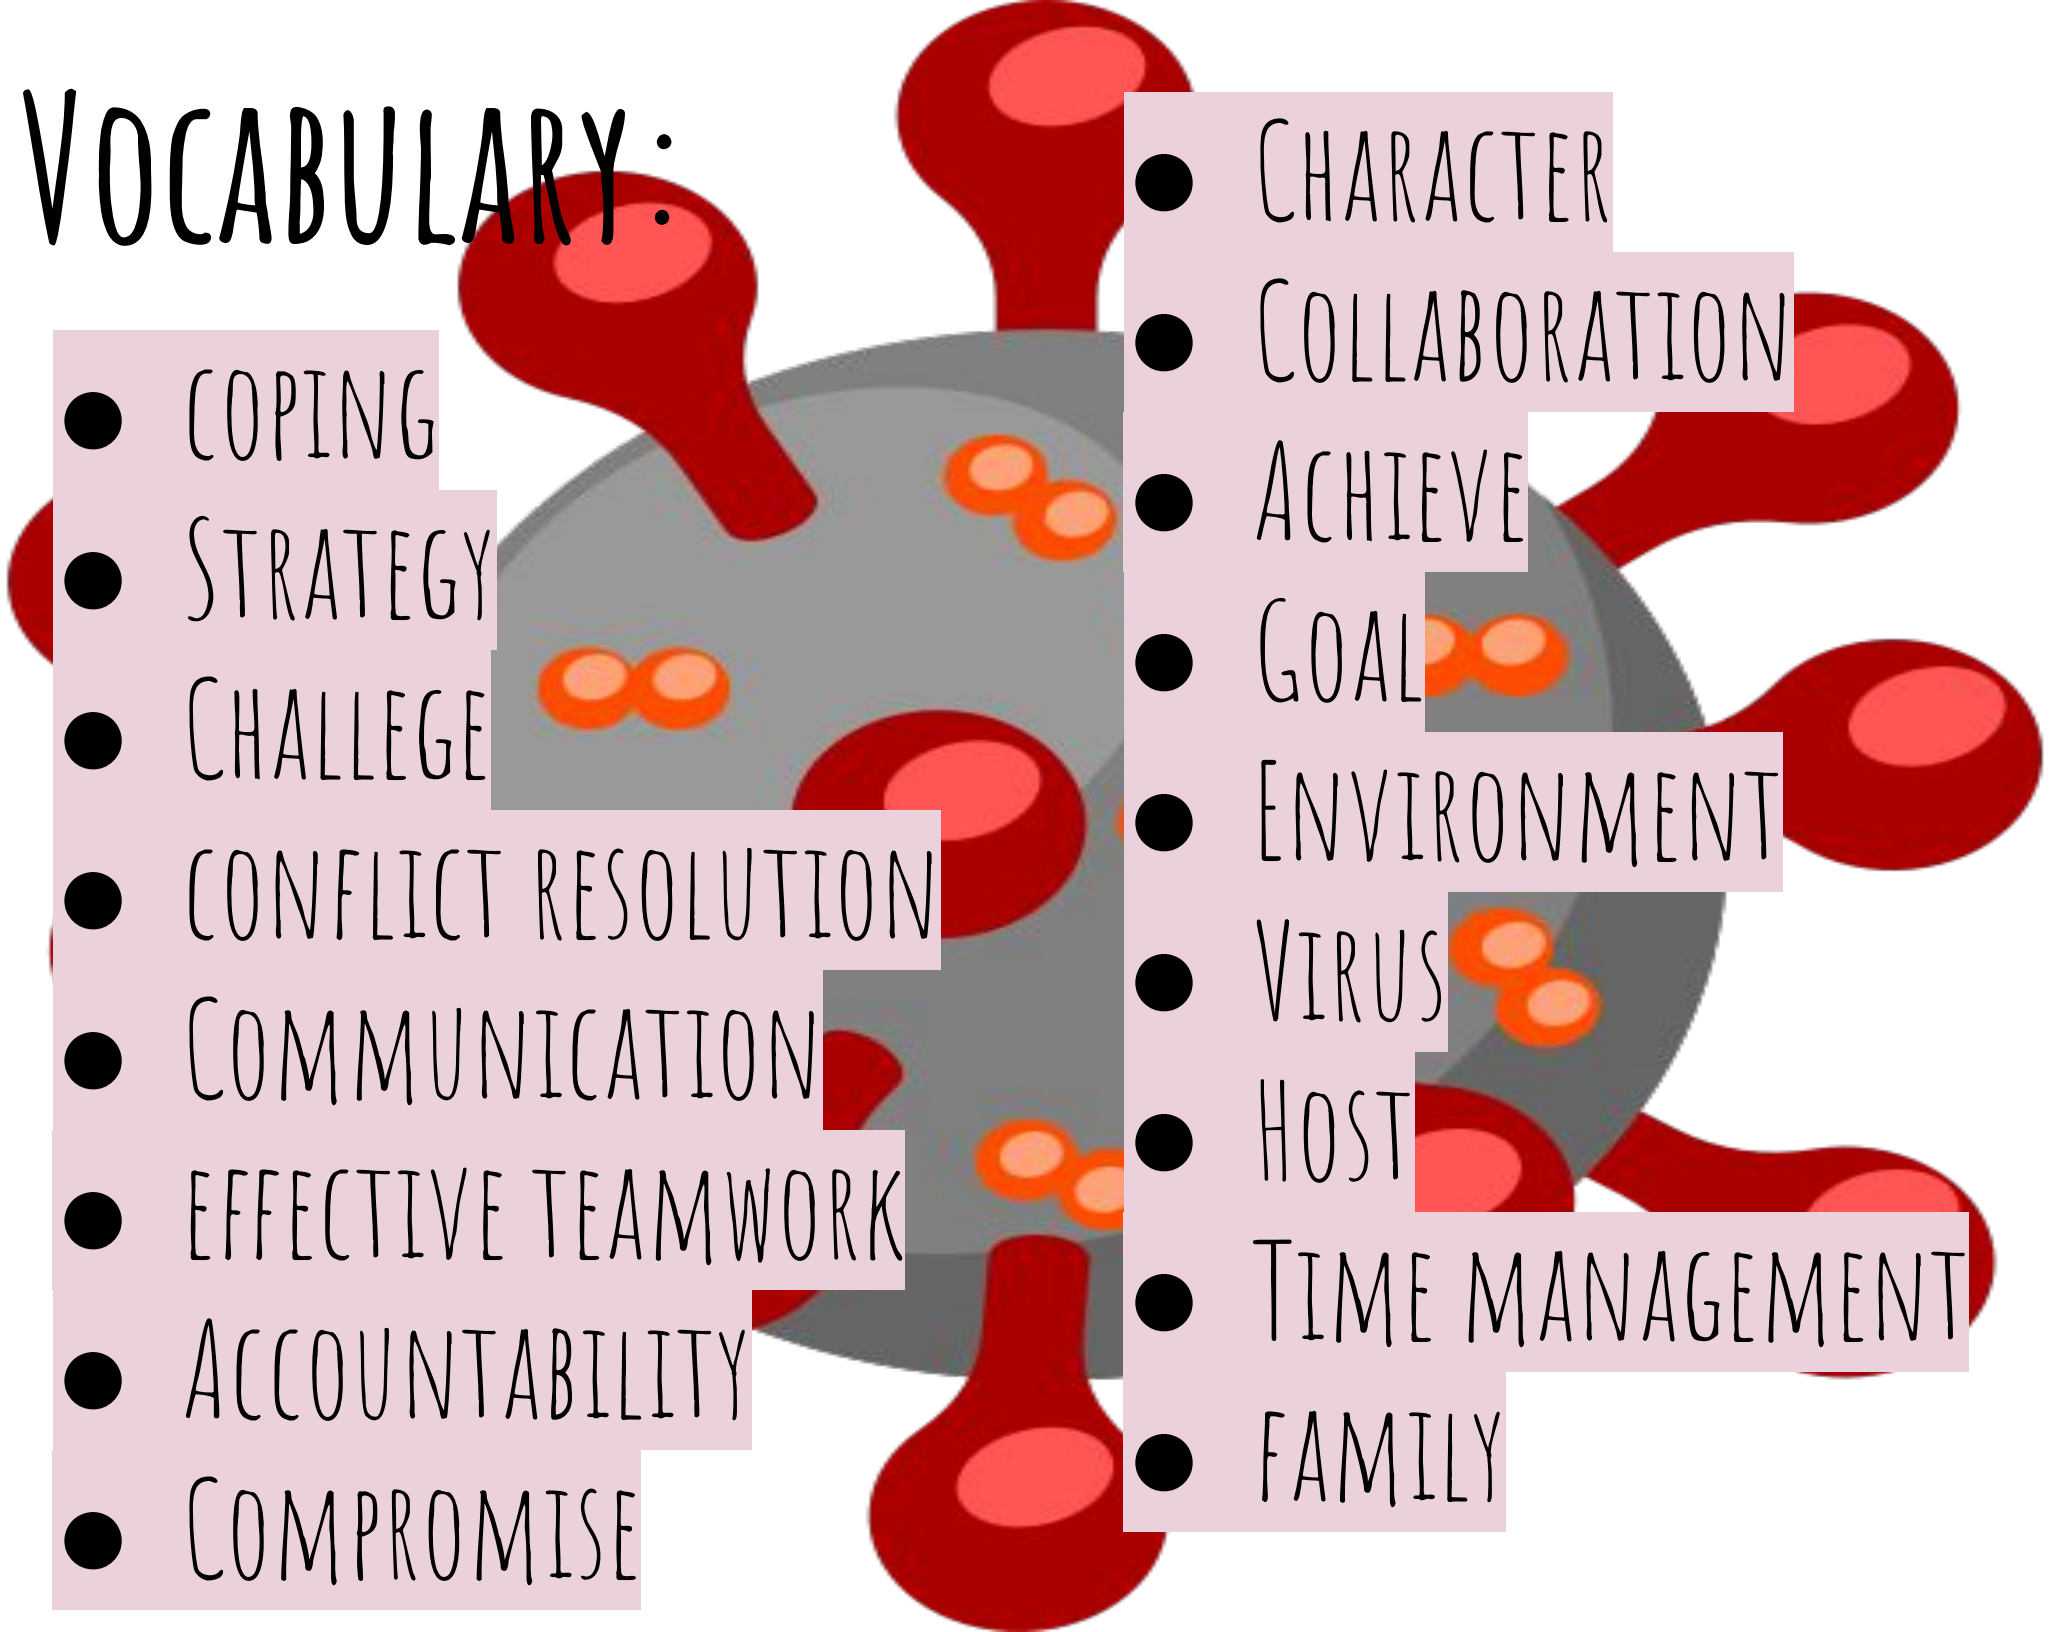 Vocabulary:
● coping
● Strategy
● Challege
● conflict resolution
● Communication
● effective teamwork
● Accountability
● Compromise
● Character
● Collaboration
● Achieve
● Goal
● Environment
● Virus
● Host
● Time management
● family